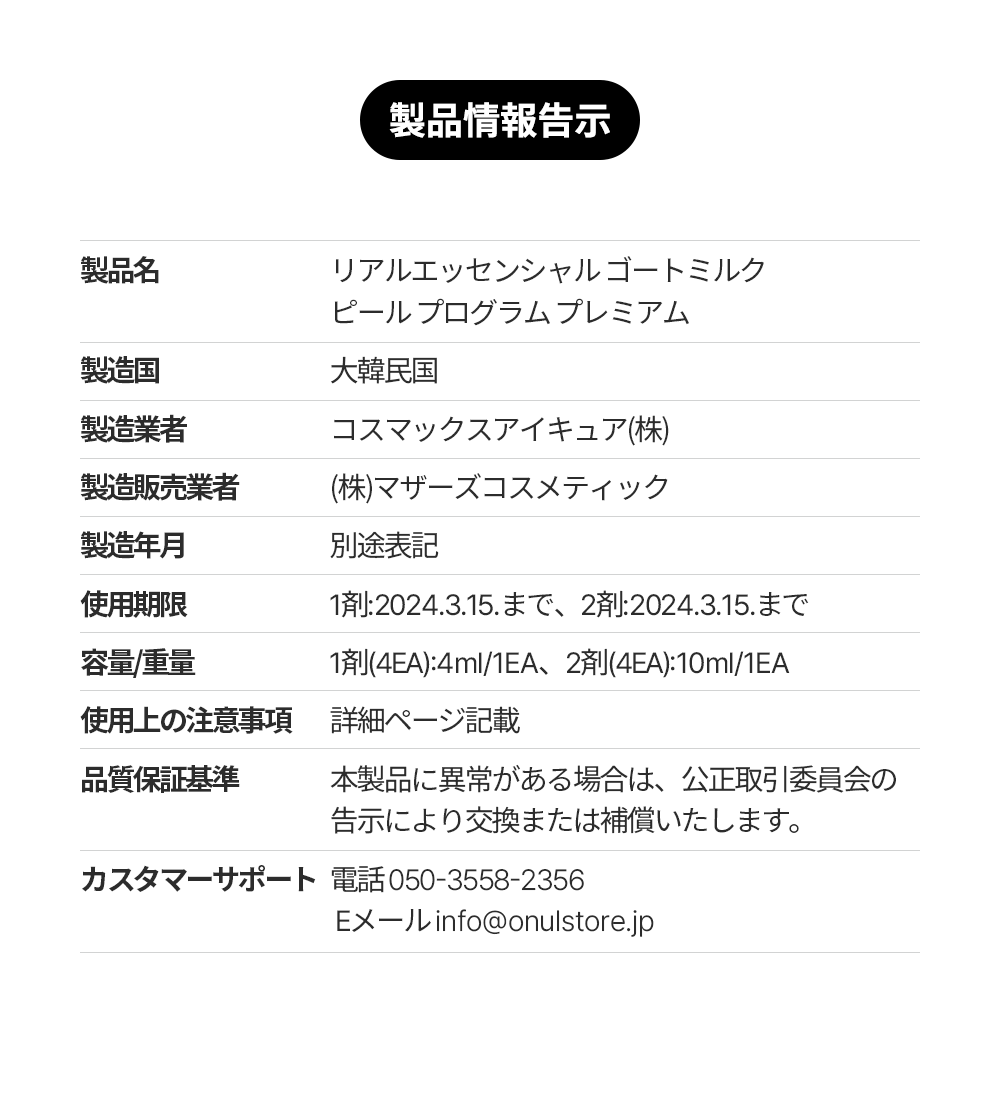 製品情報告示
製品名 リアルエッセンシャル ゴートミルク
ピール プログラム プレミアム
製造国 大韓民国
製造業者 コスマックスアイキュア(株)
製造販売業者 (株)マザーズコスメティック
製造年月 別途表記
使用期限 1剤:2024.3.15.まで、2剤:2024.3.15.まで
容量/重量 1剤(4EA):4ml/1EA、2剤(4EA):10ml/1EA
使用上の注意事項 詳細ページ記載
品質保証基準 本製品に異常がある場合は、公正取引委員会の
告示により交換または補償いたします。
カスタマーサポート 電話 050-3558-2356
Eメール info@onulstore.jp